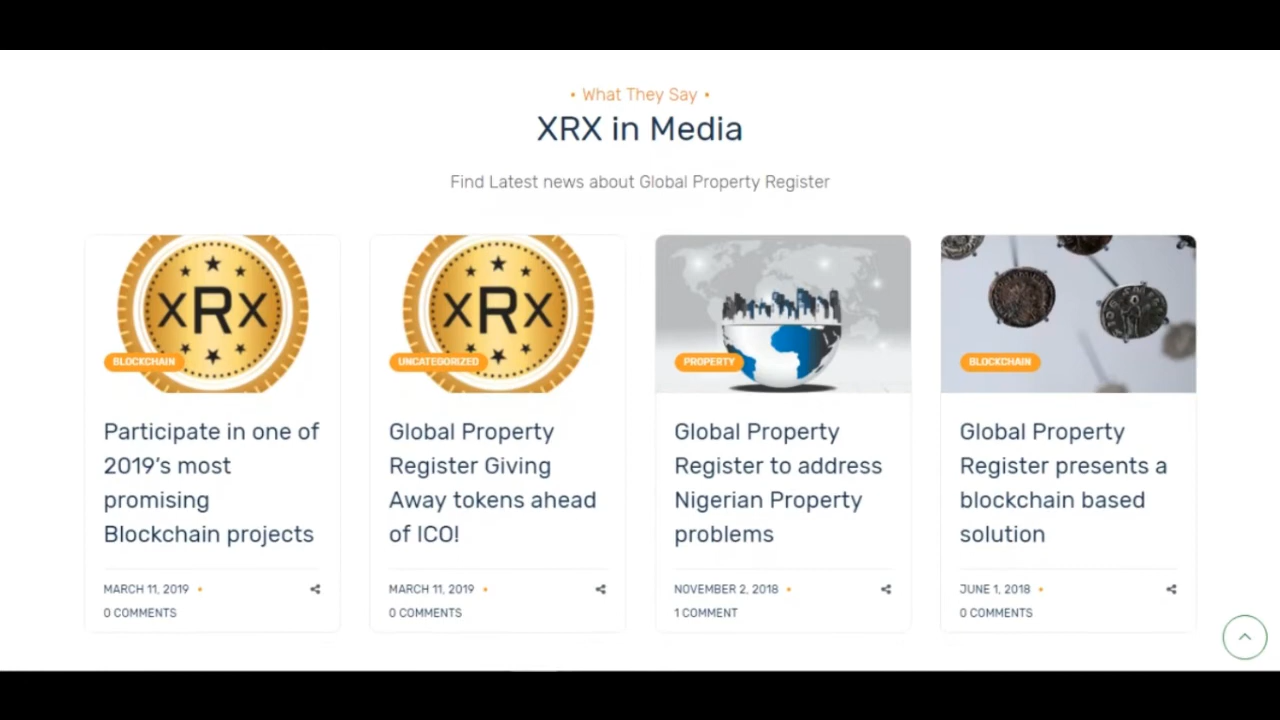 • What They Say •
XRX in Media
Find Latest news about Global Property Register
XRX
BLOCKCHAIN
Participate in one of
2019's most
promising
Blockchain projects
MARCH 11, 2019 •
0 COMMENTS
XRX
UNCATEGORIZED
Global Property
Register Giving
Away tokens ahead
of ICO!
MARCH 11, 2019 •
0 COMMENTS
PROPERTY
Global Property
Register to address
Nigerian Property
problems
NOVEMBER 2, 2018 •
1 COMMENT
BLOCKCHAIN
Global Property
Register presents a
blockchain based
solution
JUNE 1, 2018 •
0 COMMENTS